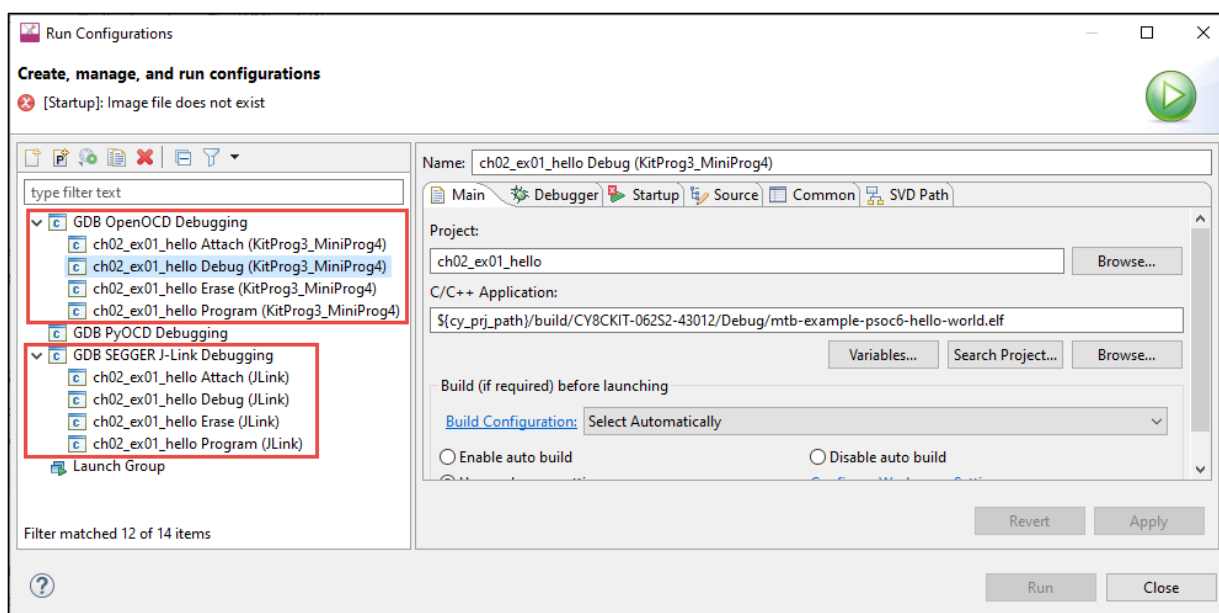 Run Configurations
Create, manage, and run configurations
[Startup]: Image file does not exist
type filter text
GDB OpenOCD Debugging
ch02_ex01_hello Attach (KitProg3_MiniProg4)
ch02_ex01_hello Debug (KitProg3_MiniProg4)
ch02_ex01_hello Erase (KitProg3_MiniProg4)
ch02_ex01_hello Program (KitProg3_MiniProg4)
GDB PyOCD Debugging
GDB SEGGER J-Link Debugging
ch02_ex01_hello Attach (JLink)
ch02_ex01_hello Debug (JLink)
ch02_ex01_hello Erase (JLink)
ch02_ex01_hello Program (JLink)
Launch Group
Filter matched 12 of 14 items
Name: ch02_ex01_hello Debug (KitProg3_MiniProg4)
Main Debugger Startup Source Common SVD Path
Project:
ch02_ex01_hello Browse...
C/C++ Application:
${cy_prj_path}/build/CY8CKIT-062S2-43012/Debug/mtb-example-psoc6-hello-world.elf
Variables... Search Project... Browse...
Build (if required) before launching
Build Configuration: Select Automatically
Enable auto build Disable auto build
Revert Apply
Run Close